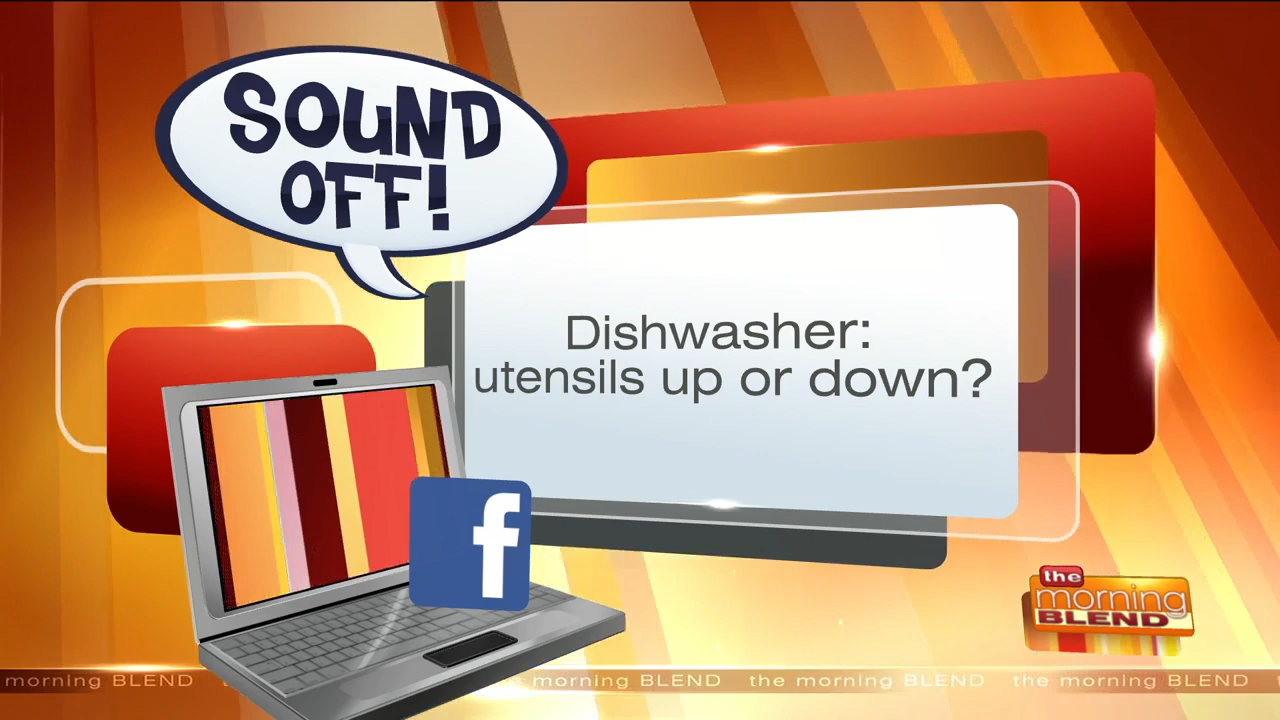 SOUND
OFF!
Dishwasher:
utensils up or down?
f
the
morning
BLEND
morning BLEND
morning BLEND
the morning BLEND
the morning BLEND